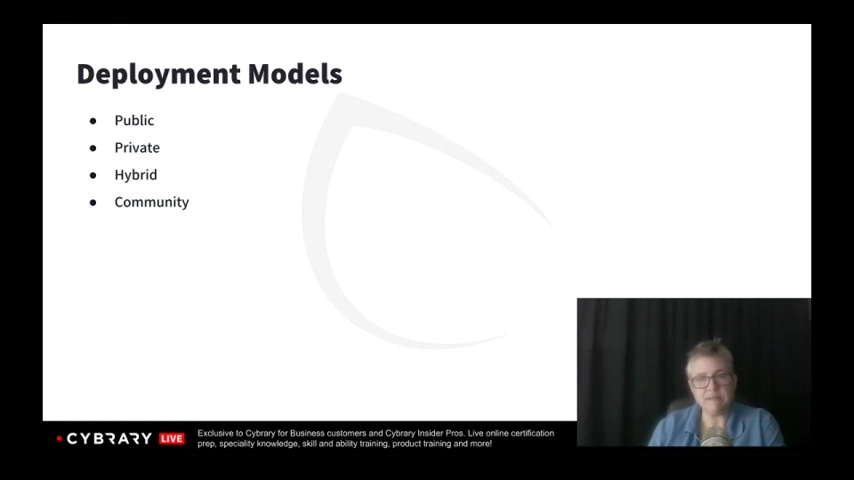 Deployment Models
● Public
● Private
● Hybrid
● Community
CYBRARY LIVE
Exclusive to Cybrary for Business customers and Cybrary Insider Pros. Live online certification
prep, speciality knowledge, skill and ability training, product training and more!